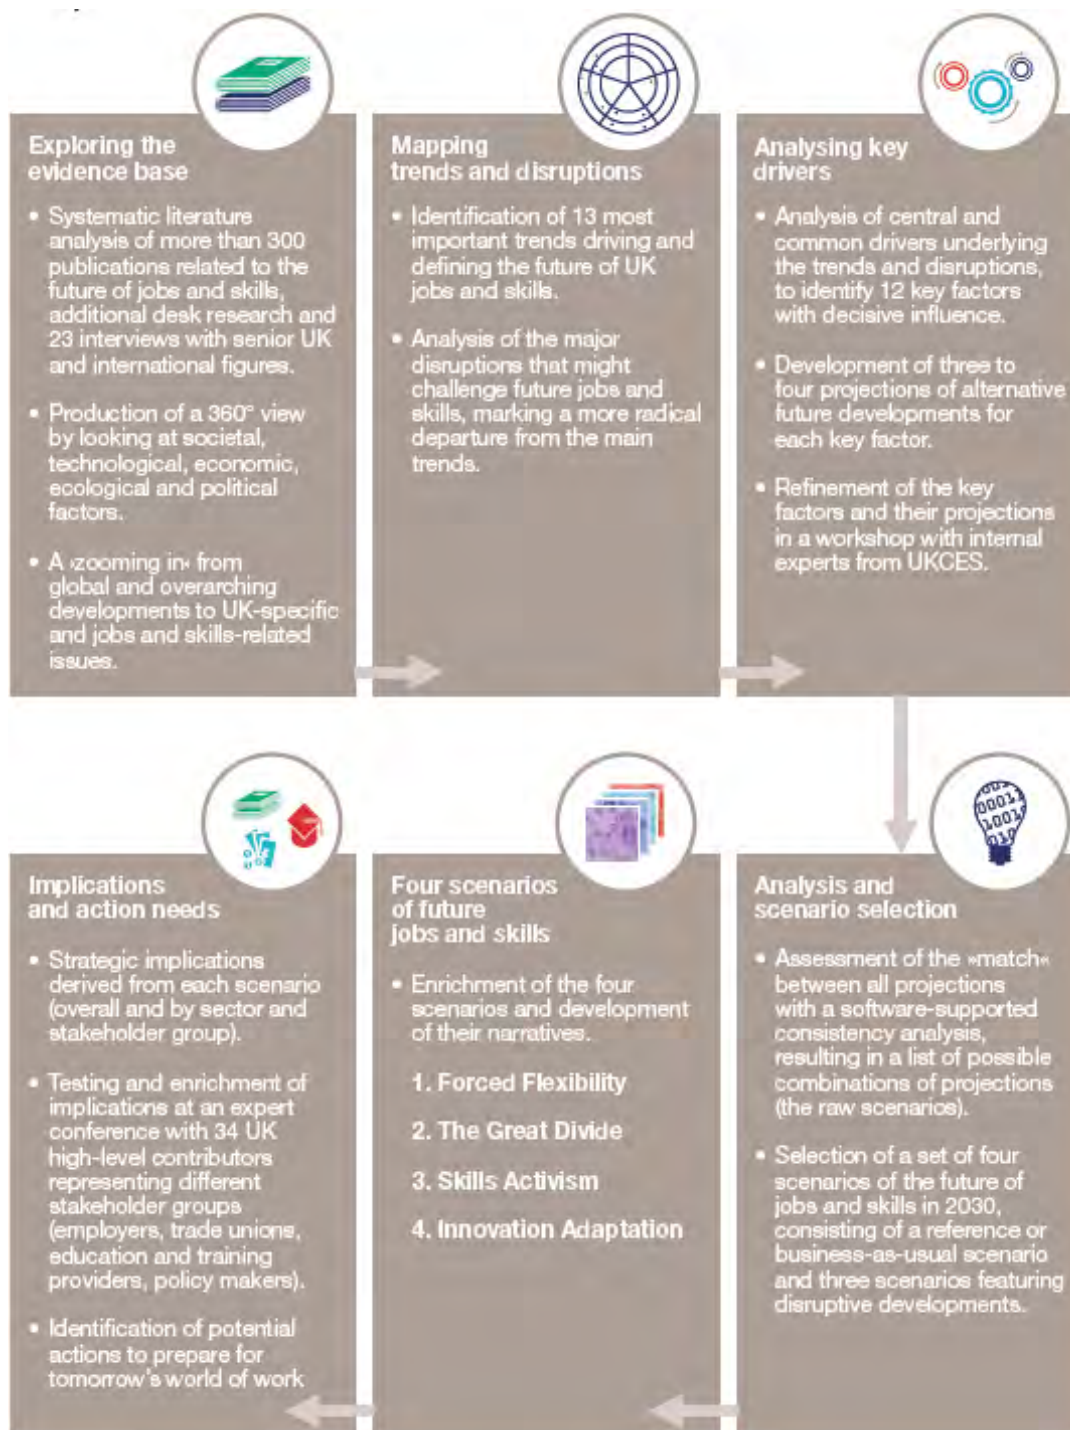 Exploring the
evidence base
• Systematic literature
analysis of more than 300
publications related to the
future of jobs and skills,
additional desk research and
23 interviews with senior UK
and international figures.
• Production of a 360° view
by looking at societal,
technological, economic,
ecological and political
factors.
• A ›zooming in‹ from
global and overarching
developments to UK-specific
and jobs and skills-related
issues.
Mapping
trends and disruptions
• Identification of 13 most
important trends driving and
defining the future of UK
jobs and skills.
• Analysis of the major
disruptions that might
challenge future jobs and
skills, marking a more radical
departure from the main
trends.
Analysing key
drivers
• Analysis of central and
common drivers underlying
the trends and disruptions,
to identify 12 key factors
with decisive influence.
• Development of three to
four projections of alternative
future developments for
each key factor.
• Refinement of the key
factors and their projections
in a workshop with internal
experts from UKCES.
Analysis and
scenario selection
• Assessment of the »match«
between all projections
with a software-supported
consistency analysis,
resulting in a list of possible
combinations of projections
(the raw scenarios).
• Selection of a set of four
scenarios of the future of
jobs and skills in 2030,
consisting of a reference or
business-as-usual scenario
and three scenarios featuring
disruptive developments.
Four scenarios
of future
jobs and skills
• Enrichment of the four
scenarios and development
of their narratives.
1. Forced Flexibility
2. The Great Divide
3. Skills Activism
4. Innovation Adaptation
Implications
and action needs
• Strategic implications
derived from each scenario
(overall and by sector and
stakeholder group).
• Testing and enrichment of
implications at an expert
conference with 34 UK
high-level contributors
representing different
stakeholder groups
(employers, trade unions,
education and training
providers, policy makers).
• Identification of potential
actions to prepare for
tomorrow's world of work